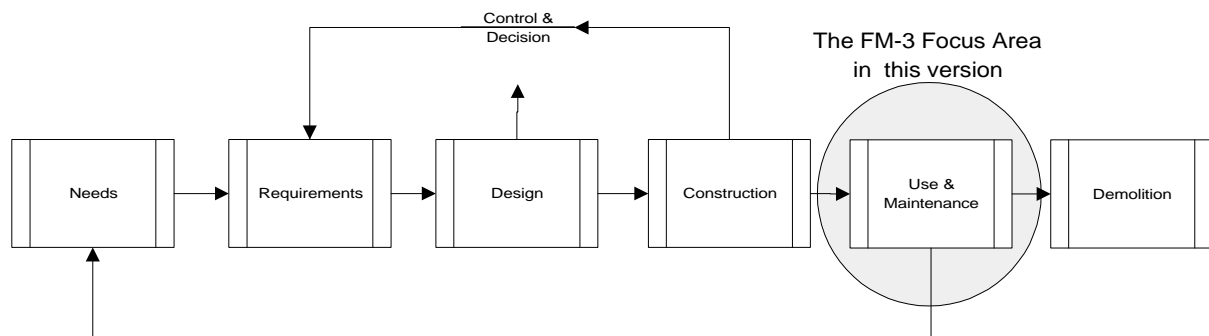 Control &
Decision
The FM-3 Focus Area
in this version
Needs
Requirements
Design
Construction
Use &
Maintenance
Demolition